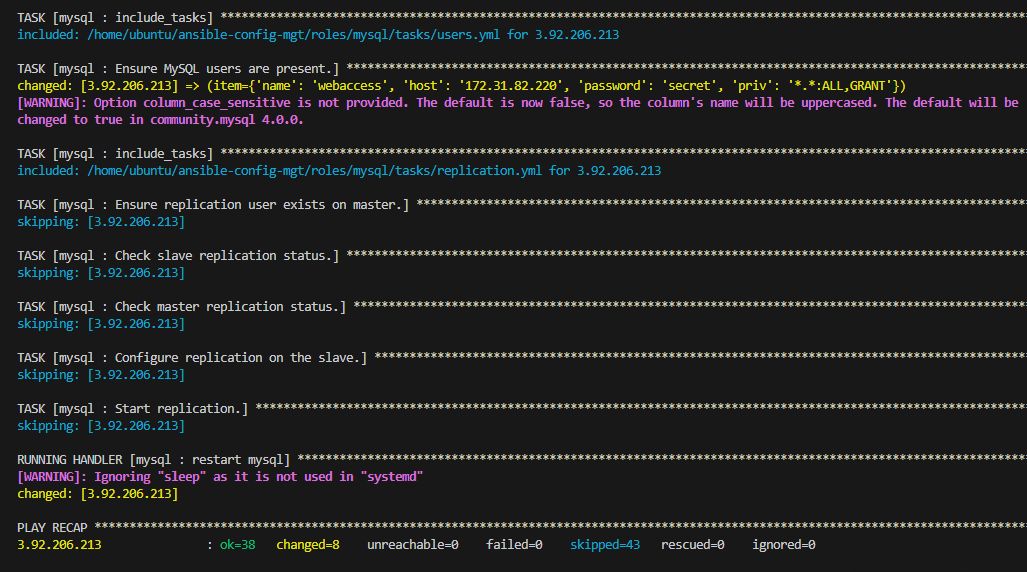 TASK [mysql : include_tasks] *******************************************************************************************************************
included: /home/ubuntu/ansible-config-mgt/roles/mysql/tasks/users.yml for 3.92.206.213
TASK [mysql : Ensure MySQL users are present.] *************************************************************************************************
changed: [3.92.206.213] => (item={'name': 'webaccess', 'host': '172.31.82.220', 'password': 'secret', 'priv': '*.*:ALL,GRANT'})
[WARNING]: Option column_case_sensitive is not provided. The default is now false, so the column's name will be uppercased. The default will be
changed to true in community.mysql 4.0.0.
TASK [mysql : include_tasks] *******************************************************************************************************************
included: /home/ubuntu/ansible-config-mgt/roles/mysql/tasks/replication.yml for 3.92.206.213
TASK [mysql : Ensure replication user exists on master.] ***************************************************************************************
skipping: [3.92.206.213]
TASK [mysql : Check slave replication status.] *************************************************************************************************
skipping: [3.92.206.213]
TASK [mysql : Check master replication status.] ************************************************************************************************
skipping: [3.92.206.213]
TASK [mysql : Configure replication on the slave.] *********************************************************************************************
skipping: [3.92.206.213]
TASK [mysql : Start replication.] **************************************************************************************************************
skipping: [3.92.206.213]
RUNNING HANDLER [mysql : restart mysql] ********************************************************************************************************
[WARNING]: Ignoring "sleep" as it is not used in "systemd"
changed: [3.92.206.213]
PLAY RECAP *************************************************************************************************************************************
3.92.206.213 : ok=38 changed=8 unreachable=0 failed=0 skipped=43 rescued=0 ignored=0